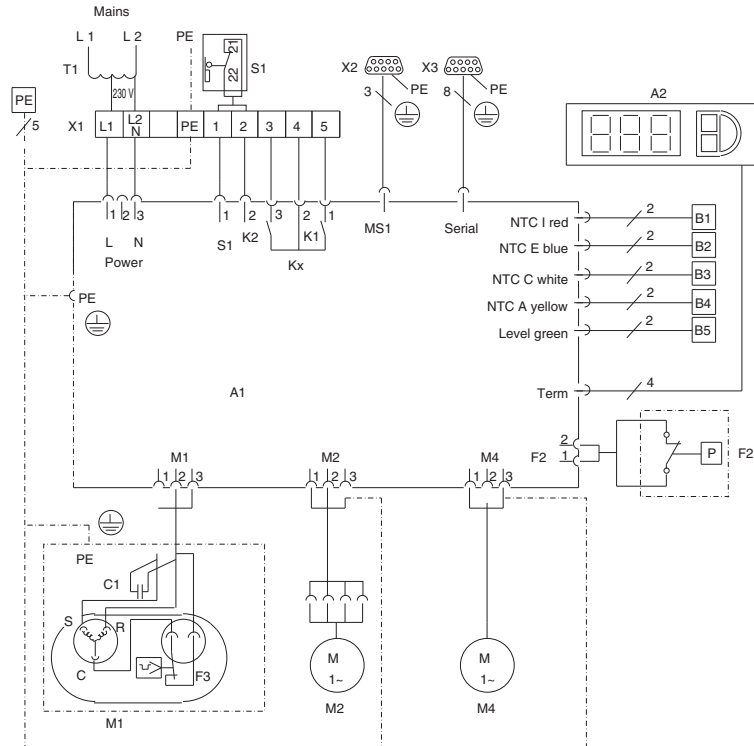 Mains
L 1 L 2 PE
T1
230 V
21
22
S1
X2
3
PE
X3
8
PE
A2
PE
5
X1 L1 L2 N PE 1 2 3 4 5
1 2 3
L N
Power
1 2 3 2 1
S1 K2 K1
Kx
MS1
Serial
NTC I red 2 B1
NTC E blue 2 B2
NTC C white 2 B3
NTC A yellow 2 B4
Level green 2 B5
PE
A1
Term 4
M1
1 2 3
M2
1 2 3
M4
1 2 3
F2
2
1
P F2
PE
C1
S R
C
F3
M1
M
1~
M2
M
1~
M4